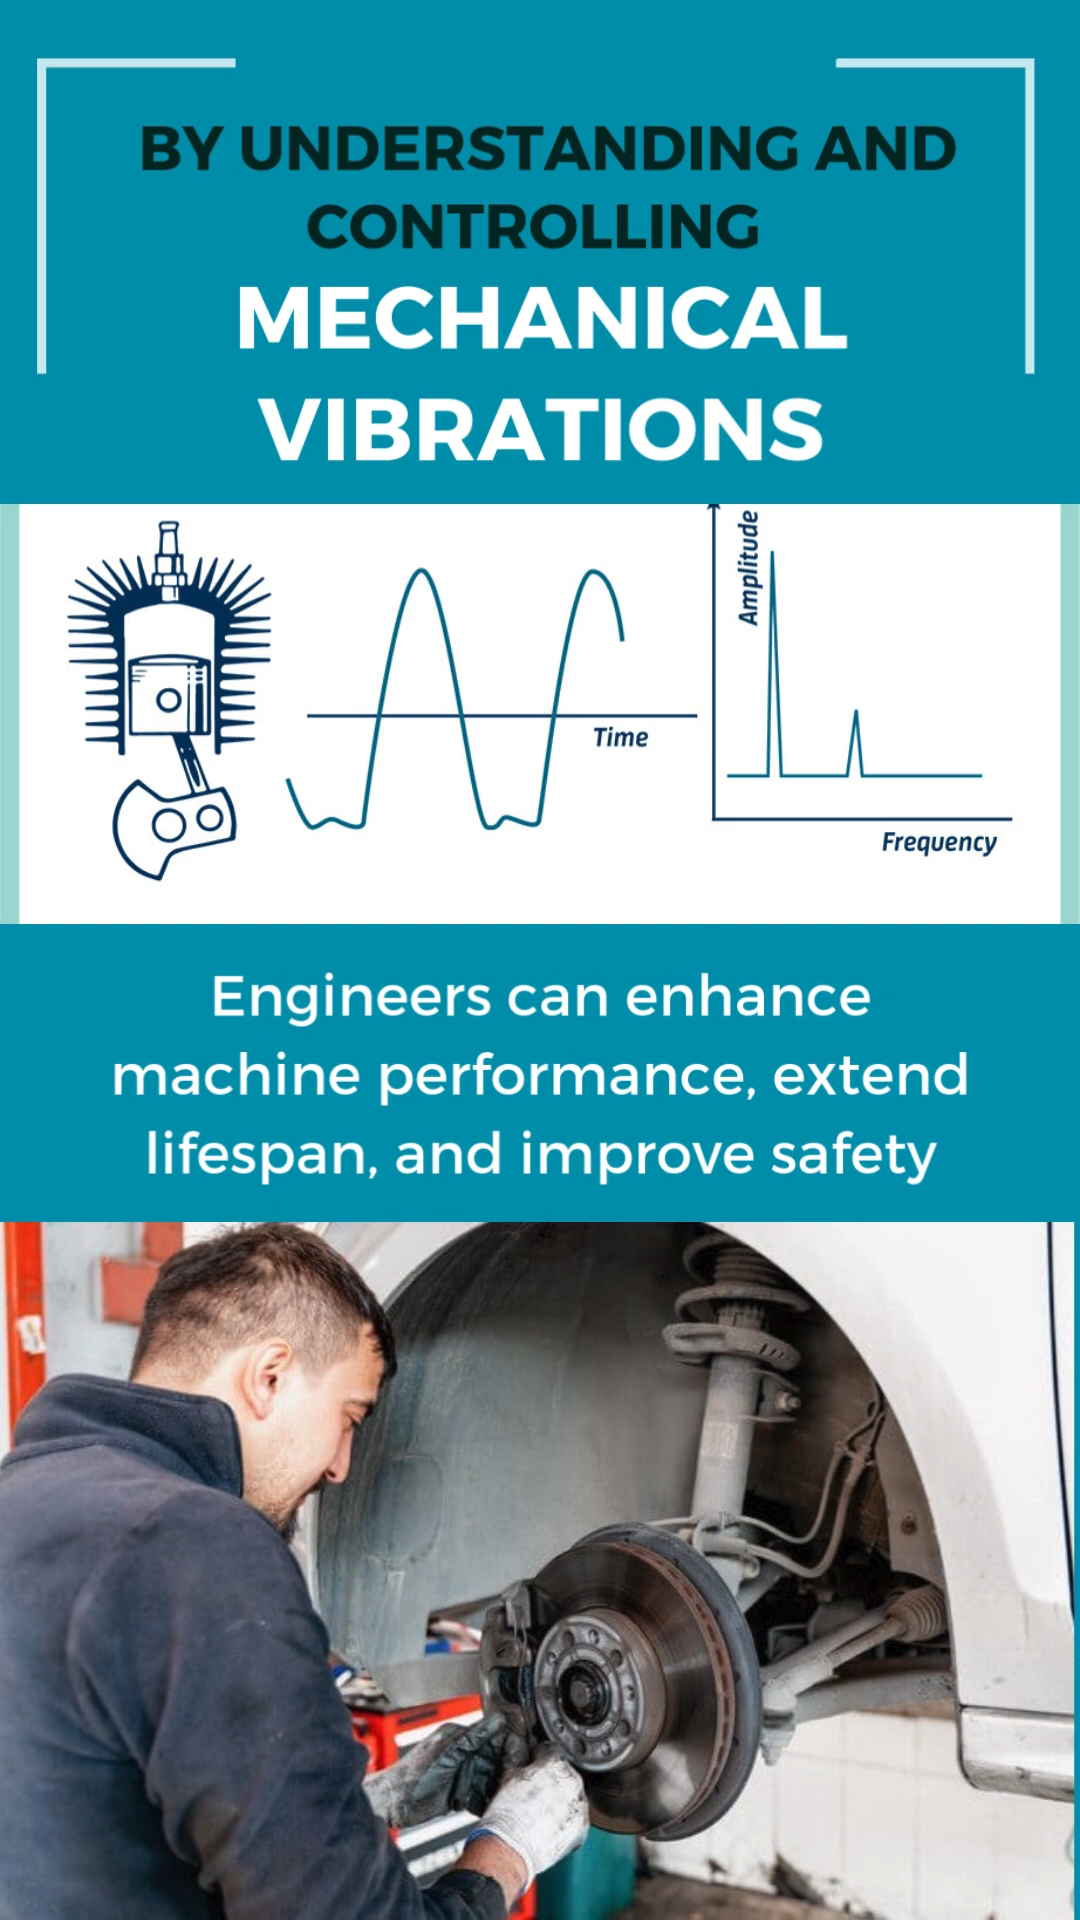 BY UNDERSTANDING AND
CONTROLLING
MECHANICAL
VIBRATIONS
Amplitude
Time
Frequency
Engineers can enhance
machine performance, extend
lifespan, and improve safety